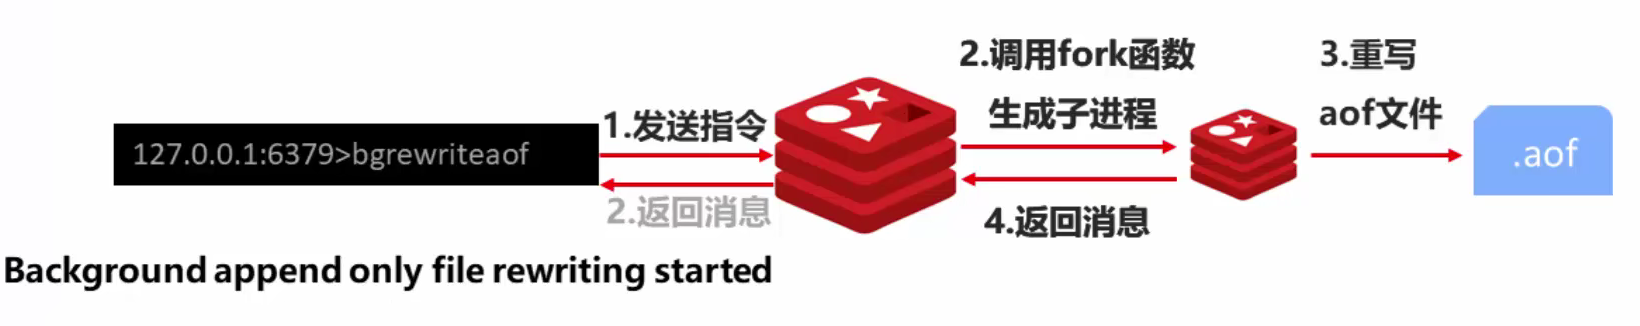 127.0.0.1:6379>bgrewriteaof
1.发送指令
2.返回消息
Background append only file rewriting started
2.调用fork函数
生成子进程
4.返回消息
3.重写
aof文件
.aof